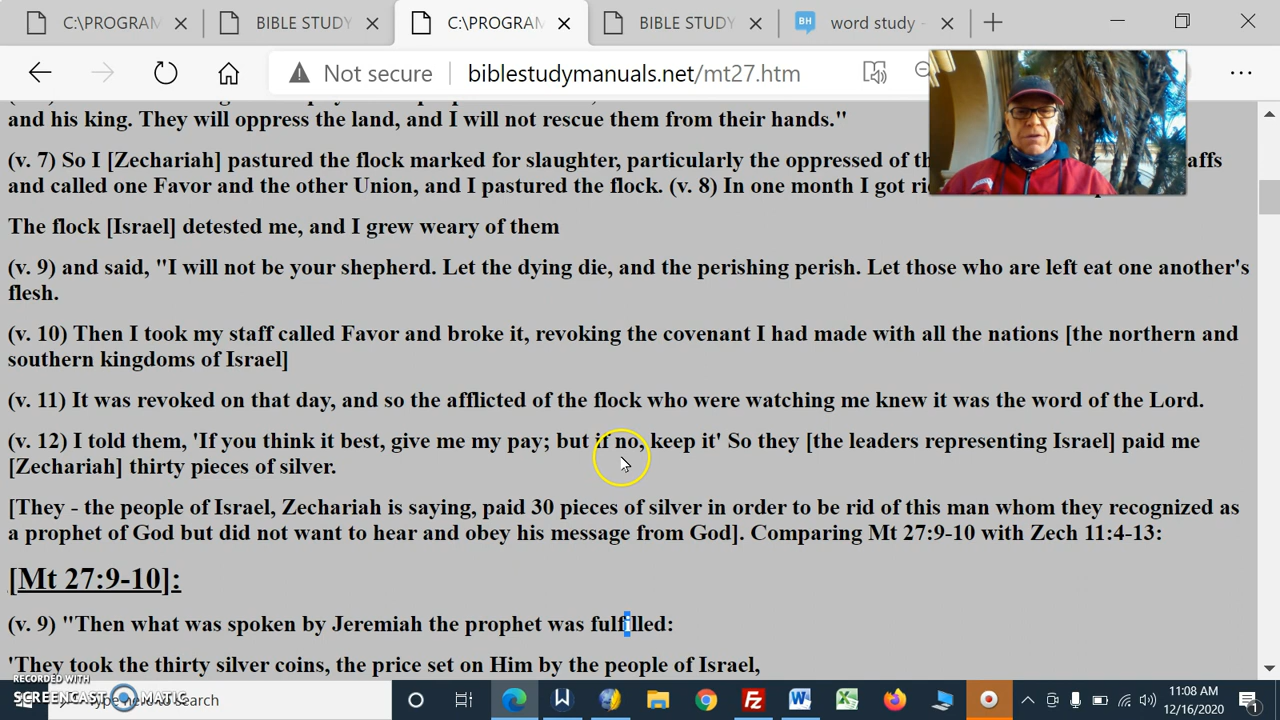 C:\PROGRAM
BIBLE STUDY
C:\PROGRAM
BIBLE STUDY
BH word study -
Not secure biblestudymanuals.net/mt27.htm
and his king. They will oppress the land, and I will not rescue them from their hands."
(v. 7) So I [Zechariah] pastured the flock marked for slaughter, particularly the oppressed of th
and called one Favor and the other Union, and I pastured the flock. (v. 8) In one month I got
The flock [Israel] detested me, and I grew weary of them
(v. 9) and said, "I will not be your shepherd. Let the dying die, and the perishing perish. Let those who are left eat one another's
flesh.
(v. 10) Then I took my staff called Favor and broke it, revoking the covenant I had made with all the nations [the northern and
southern kingdoms of Israel]
(v. 11) It was revoked on that day, and so the afflicted of the flock who were watching me knew it was the word of the Lord.
(v. 12) I told them, 'If you think it best, give me my pay; but if no, keep it' So they [the leaders representing Israel] paid me
[Zechariah] thirty pieces of silver.
[They - the people of Israel, Zechariah is saying, paid 30 pieces of silver in order to be rid of this man whom they recognized as
a prophet of God but did not want to hear and obey his message from God]. Comparing Mt 27:9-10 with Zech 11:4-13:
[Mt 27:9-10]:
(v. 9) "Then what was spoken by Jeremiah the prophet was fulfilled:
'They took the thirty silver coins, the price set on Him by the people of Israel,
RECORDED WITH
SCREENCAST MATIC
Type here to search
11:08 AM
12/16/2020